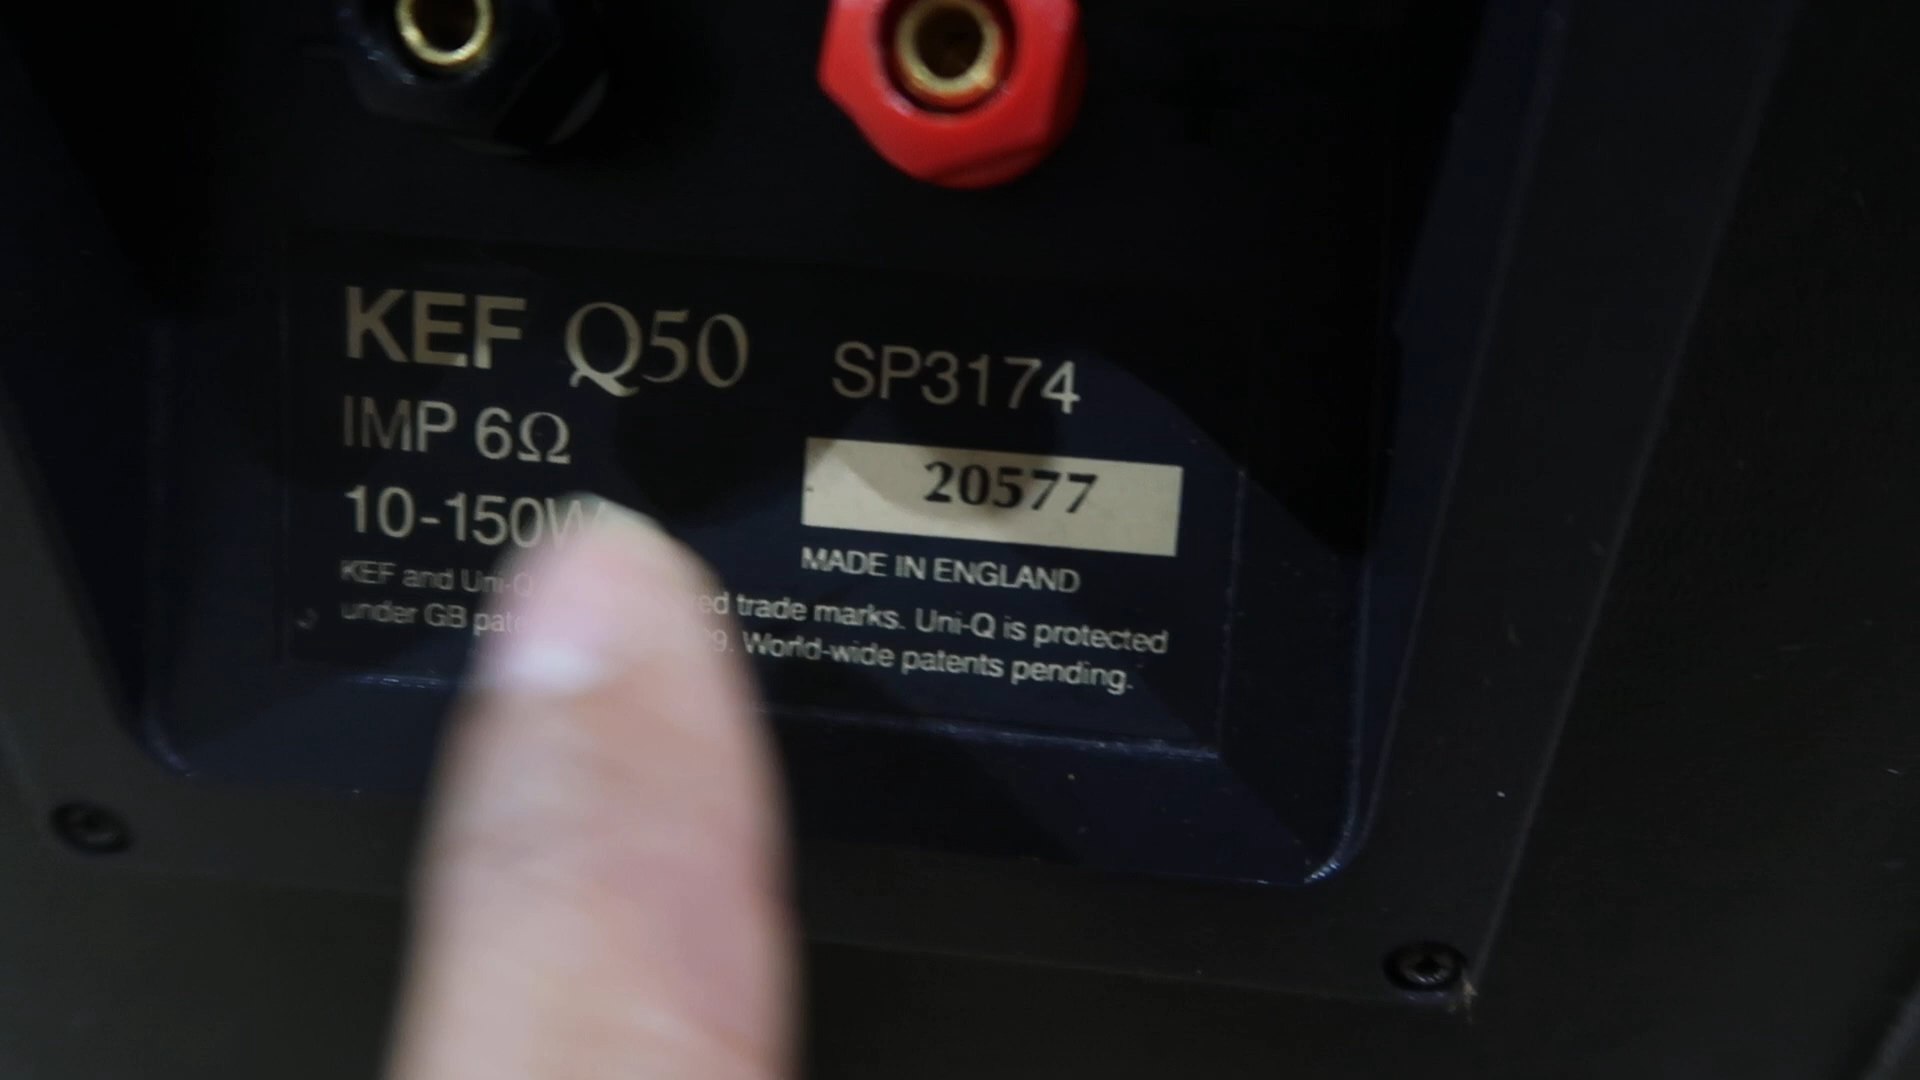 KEF Q50 SP3174
IMP 6Ω
20577
10-150W
MADE IN ENGLAND
KEF and Uni-Q trade marks. Uni-Q is protected
under GB World-wide patents pending.